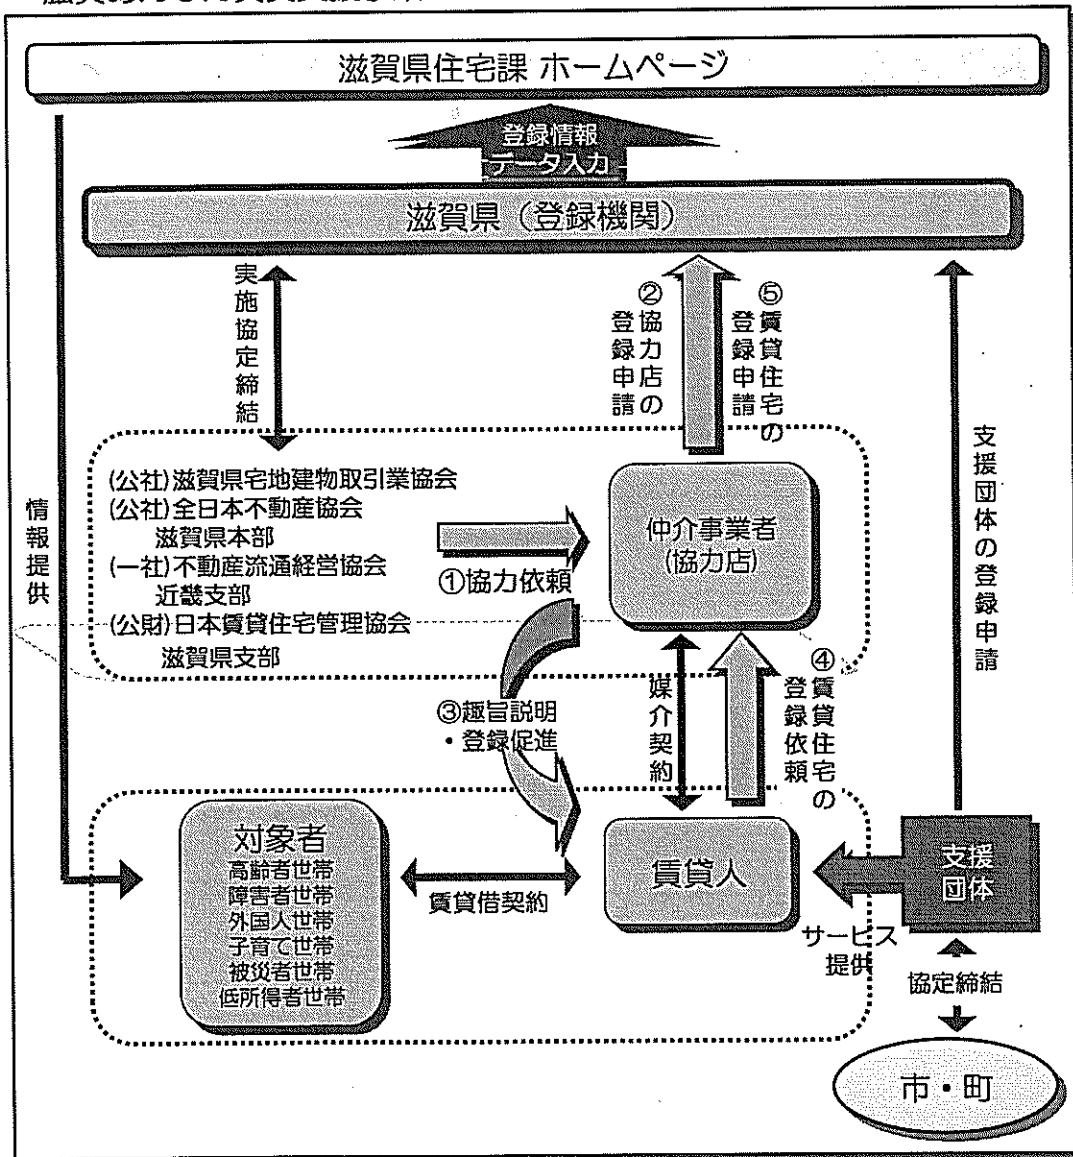 滋賀県住宅課 ホームページ
登録情報
データ入力
滋賀県（登録機関）
実施協定締結
②協力店の
登録申請
⑤賃貸住宅の
登録申請
支援団体の登録申請
情報提供
(公社)滋賀県宅地建物取引業協会
(公社)全日本不動産協会
滋賀県本部
(一社)不動産流通経営協会
近畿支部
(公財)日本賃貸住宅管理協会
滋賀県支部
①協力依頼
仲介事業者
(協力店)
③趣旨説明
・登録促進
媒介契約
④賃貸住宅の
登録依頼
対象者
高齢者世帯
障害者世帯
外国人世帯
子育て世帯
被災者世帯
低所得者世帯
賃貸借契約
賃貸人
支援
団体
サービス
提供
協定締結
市・町